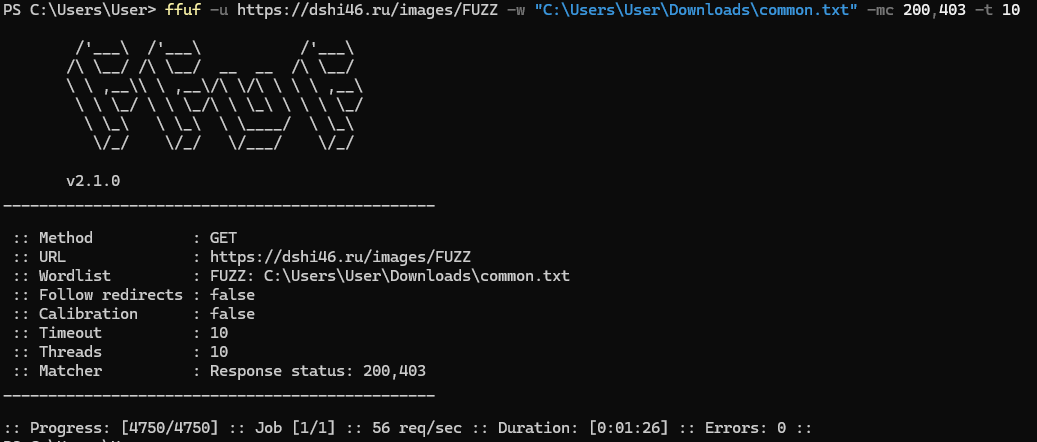 PS C:\Users\User> ffuf -u https://dshi46.ru/images/FUZZ -w "C:\Users\User\Downloads\common.txt" -mc 200,403 -t 10
        /'___\  /'___\           /'___\
       /\ \__/ /\ \__/  __  __  /\ \__/
       \ \ ,__\\ \ ,__\/\ \/\ \ \ \ ,__\
        \ \ \_/ \ \ \_/\ \ \_\ \ \ \ \_/
         \ \_\   \ \_\  \ \____/  \ \_\
          \/_/    \/_/   \/___/    \/_/
v2.1.0
________________________________________________
:: Method           : GET
:: URL              : https://dshi46.ru/images/FUZZ
:: Wordlist         : FUZZ: C:\Users\User\Downloads\common.txt
:: Follow redirects : false
:: Calibration      : false
:: Timeout          : 10
:: Threads          : 10
:: Matcher          : Response status: 200,403
________________________________________________
:: Progress: [4750/4750] :: Job [1/1] :: 56 req/sec :: Duration: [0:01:26] :: Errors: 0 ::